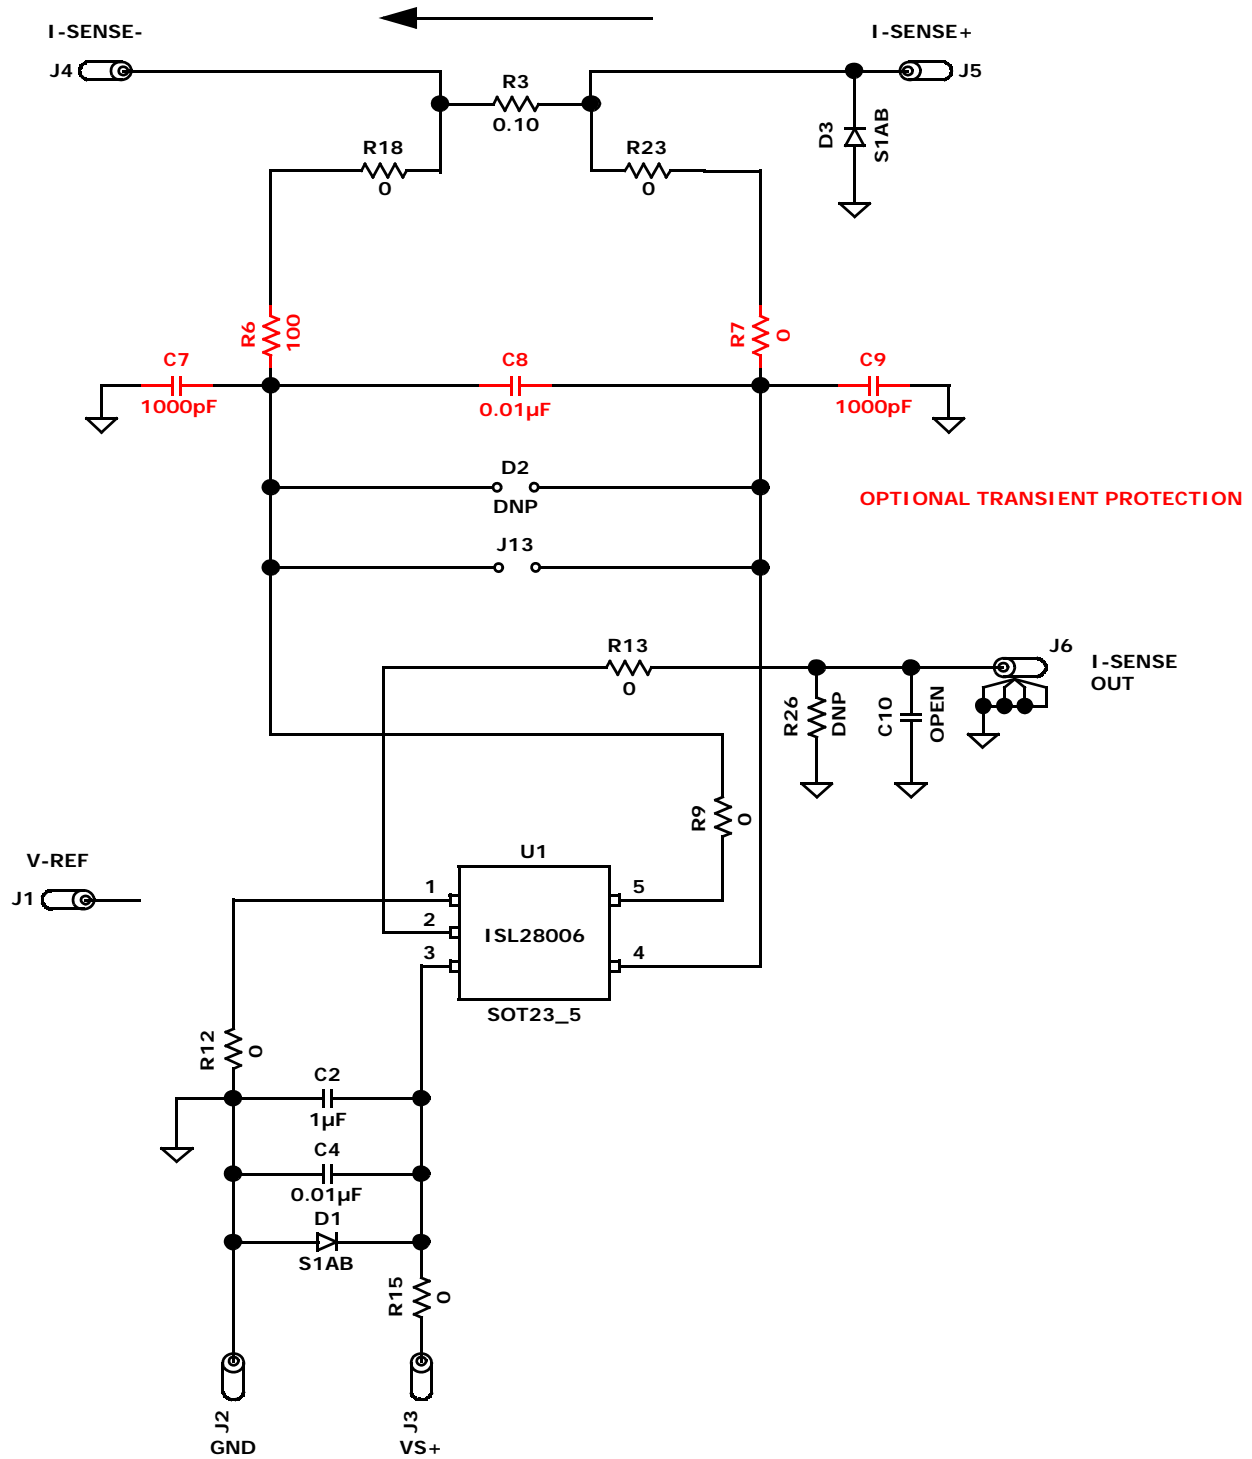 I-SENSE-
I-SENSE+
J4
J5
R3
0.10
D3
S1AB
R18
0
R23
0
R6
100
R7
0
C7
1000pF
C8
0.01µF
C9
1000pF
D2
DNP
OPTIONAL TRANSIENT PROTECTION
J13
R13
0
J6
I-SENSE
OUT
R26
DNP
C10
OPEN
R9
0
U1
V-REF
J1
1
2
3
5
4
ISL28006
SOT23_5
R12
0
C2
1µF
C4
0.01µF
D1
S1AB
R15
0
J2
GND
J3
VS+